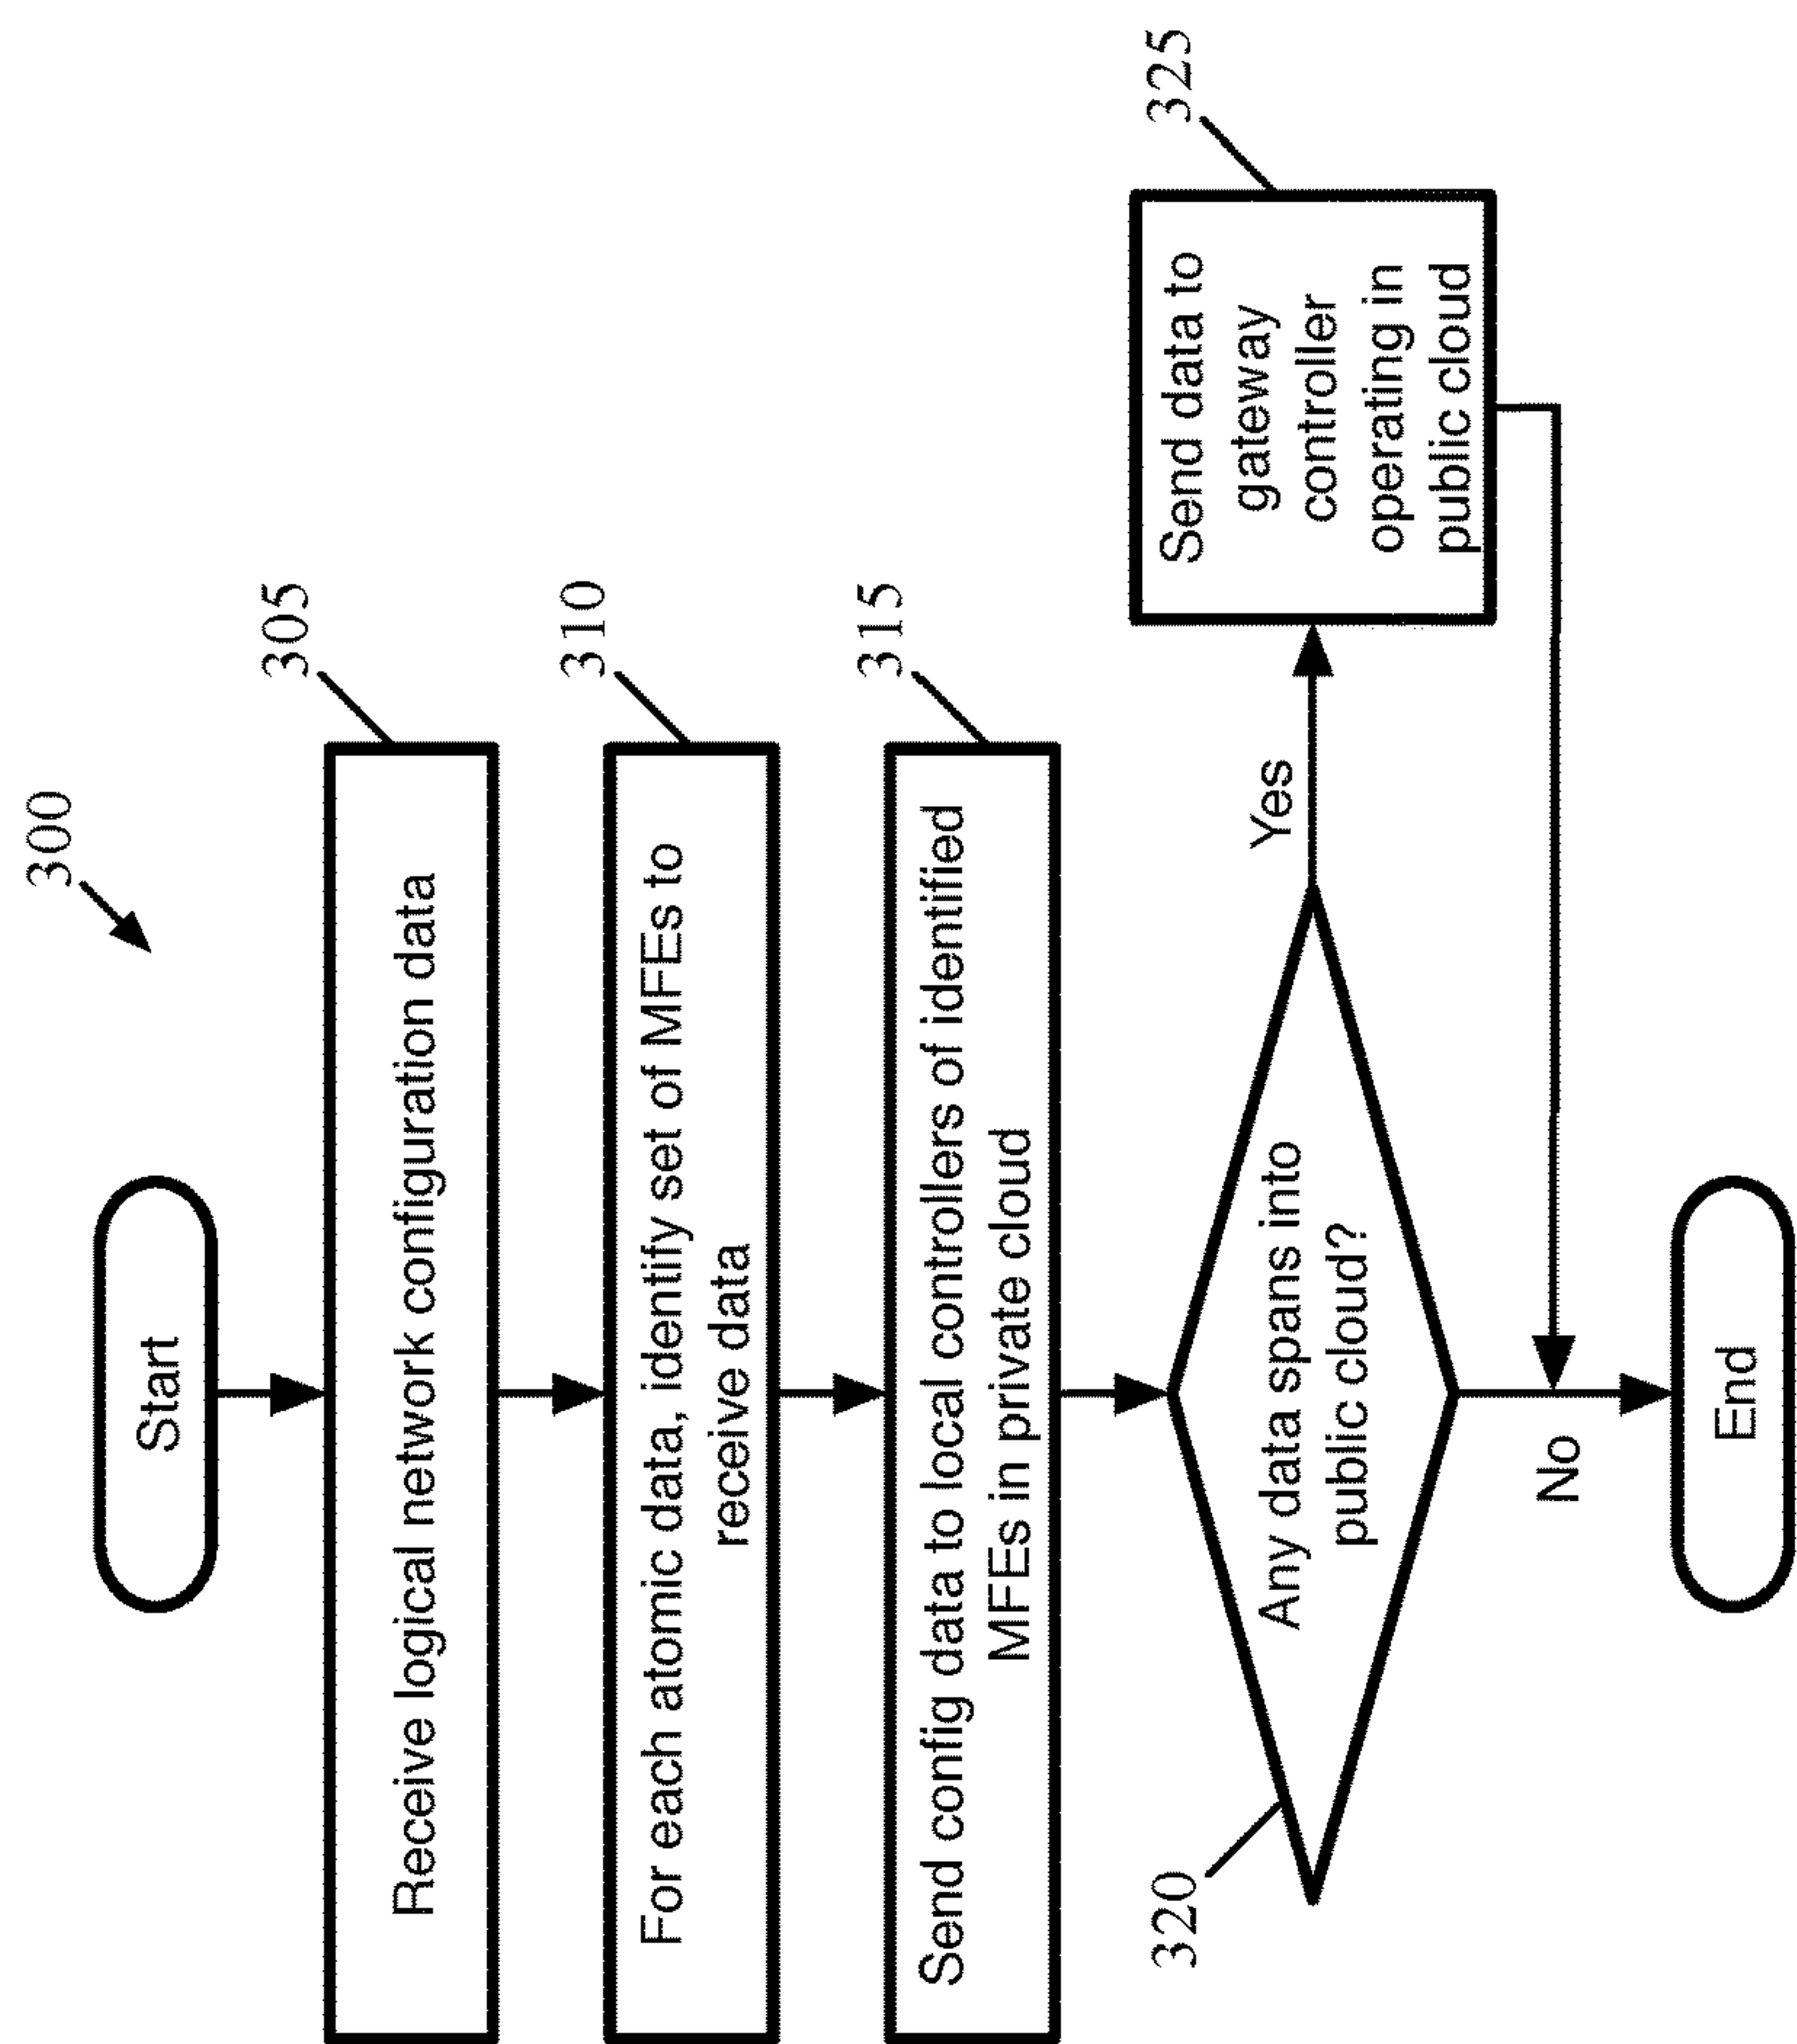 300
Start
Receive logical network configuration data
305
For each atomic data, identify set of MFEs to
receive data
310
Send config data to local controllers of identified
MFEs in private cloud
315
Any data spans into
public cloud?
320
Yes
Send data to
gateway
controller
operating in
public cloud
325
No
End